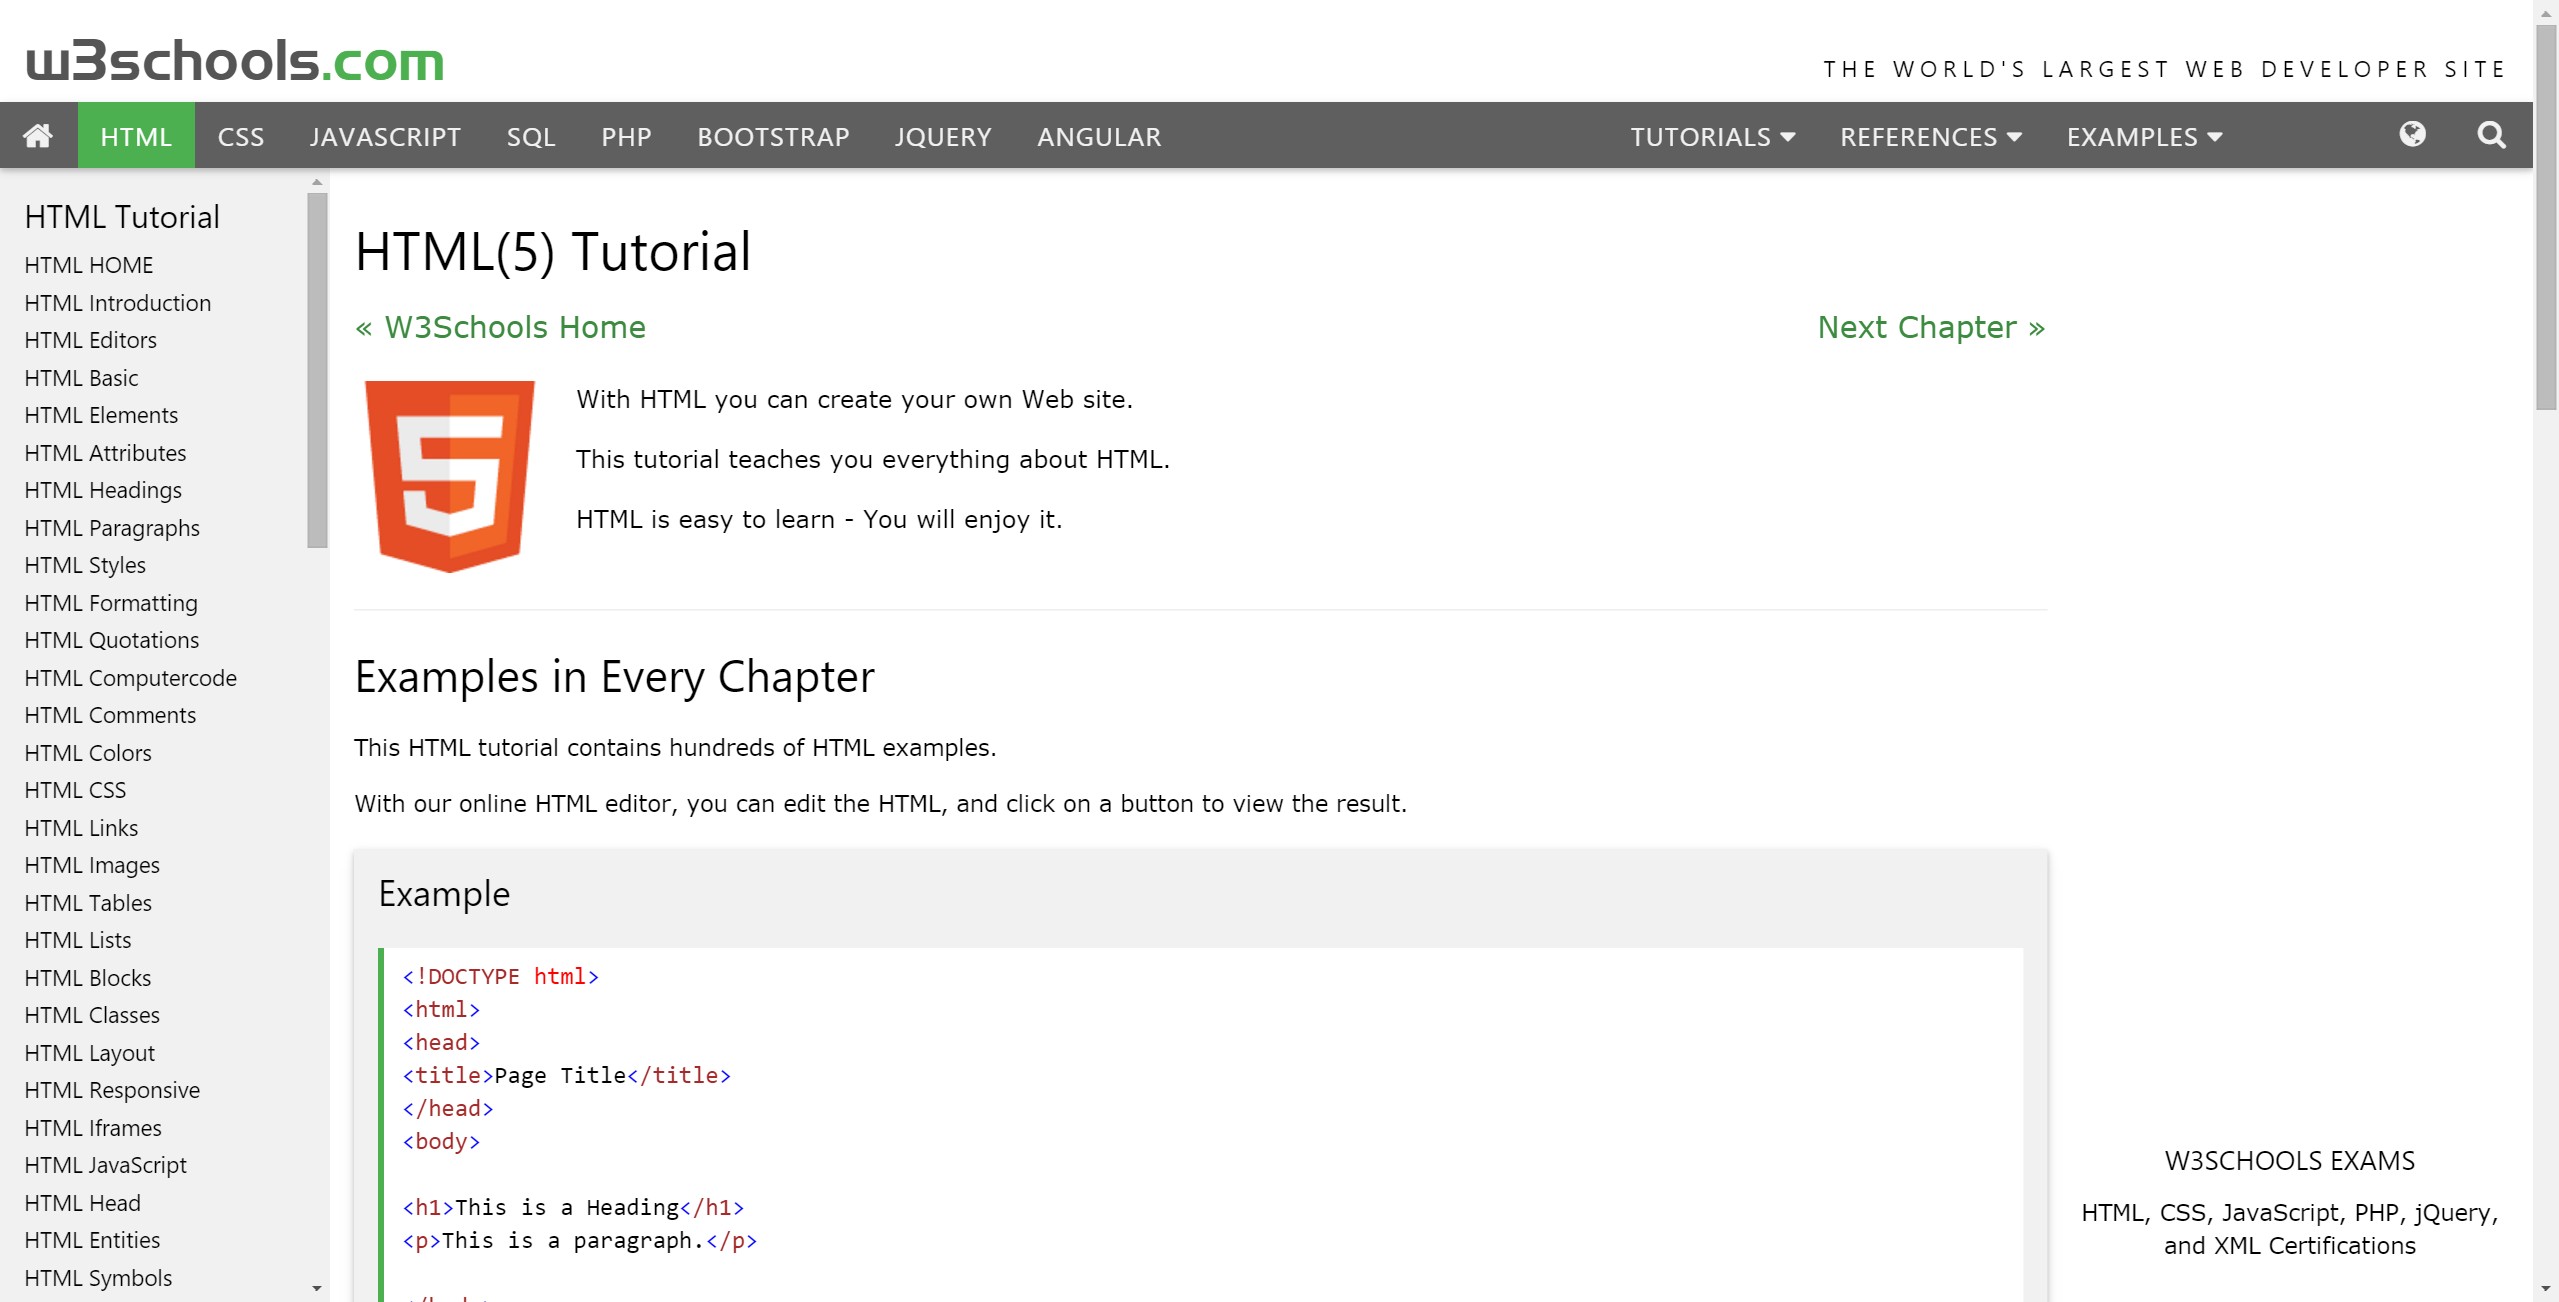 w3schools.com
THE WORLD'S LARGEST WEB DEVELOPER SITE
HTML CSS JAVASCRIPT SQL PHP BOOTSTRAP JQUERY ANGULAR TUTORIALS REFERENCES EXAMPLES
HTML Tutorial
HTML HOME
HTML Introduction
HTML Editors
HTML Basic
HTML Elements
HTML Attributes
HTML Headings
HTML Paragraphs
HTML Styles
HTML Formatting
HTML Quotations
HTML Computercode
HTML Comments
HTML Colors
HTML CSS
HTML Links
HTML Images
HTML Tables
HTML Lists
HTML Blocks
HTML Classes
HTML Layout
HTML Responsive
HTML Iframes
HTML JavaScript
HTML Head
HTML Entities
HTML Symbols
HTML(5) Tutorial
« W3Schools Home
Next Chapter »
5
With HTML you can create your own Web site.
This tutorial teaches you everything about HTML.
HTML is easy to learn - You will enjoy it.
Examples in Every Chapter
This HTML tutorial contains hundreds of HTML examples.
With our online HTML editor, you can edit the HTML, and click on a button to view the result.
Example
<!DOCTYPE html>
<html>
<head>
<title>Page Title</title>
</head>
<body>
<h1>This is a Heading</h1>
<p>This is a paragraph.</p>
W3SCHOOLS EXAMS
HTML, CSS, JavaScript, PHP, jQuery,
and XML Certifications